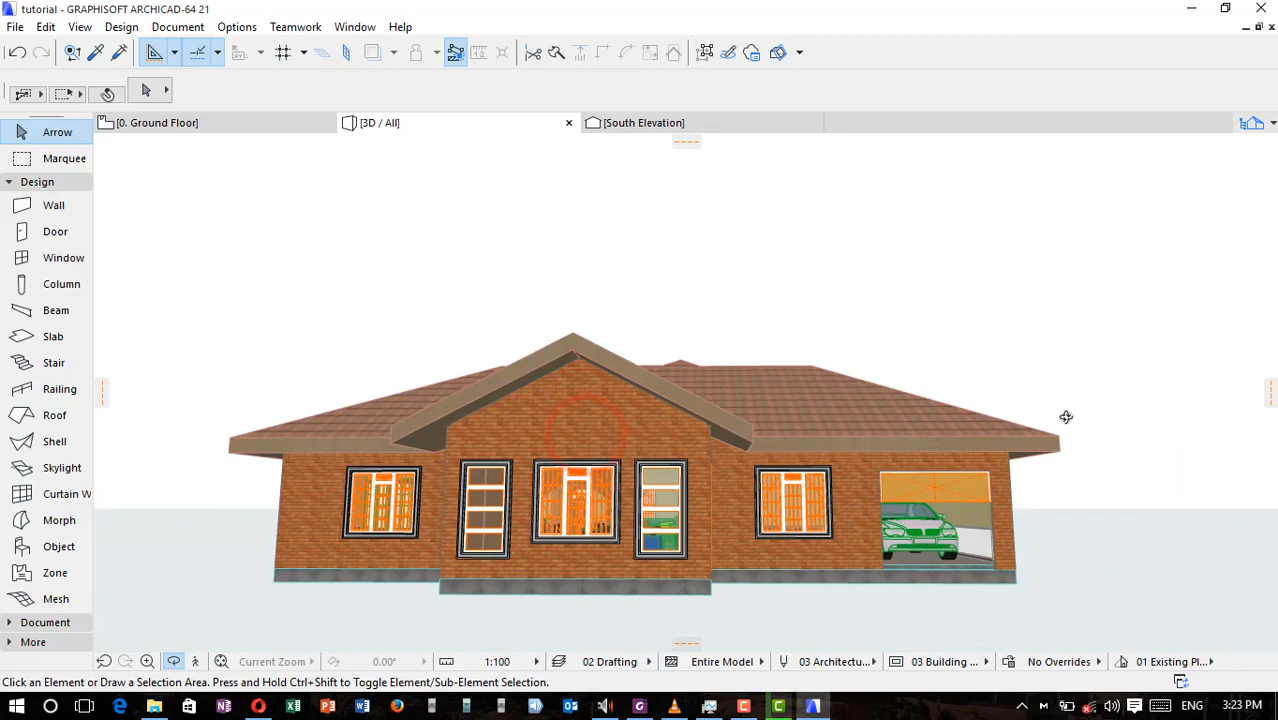 tutorial - GRAPHISOFT ARCHICAD-64 21
File Edit View Design Document Options Teamwork Window Help
[0. Ground Floor] [3D / All] [South Elevation]
Arrow
Marquee
Design
Wall
Door
Window
Column
Beam
Slab
Stair
Railing
Roof
Shell
Skylight
Curtain W
Morph
Object
Zone
Mesh
Document
More
Current Zoom 0.00° 1:100 02 Drafting Entire Model 03 Architectu... 03 Building ... No Overrides 01 Existing Pl...
Click an Element or Draw a Selection Area. Press and Hold Ctrl+Shift to Toggle Element/Sub-Element Selection.
3:23 PM